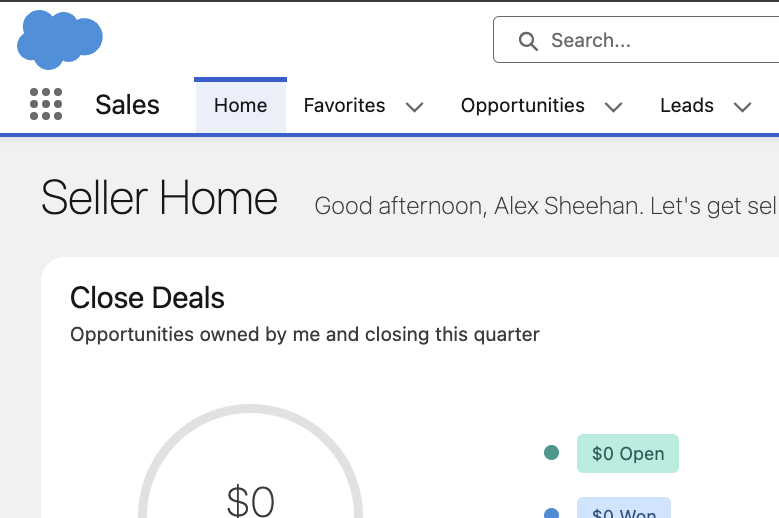 Search...
Sales Home Favorites Opportunities Leads
Seller Home Good afternoon, Alex Sheehan. Let's get sel
Close Deals
Opportunities owned by me and closing this quarter
$0 Open
$0
$0 Won